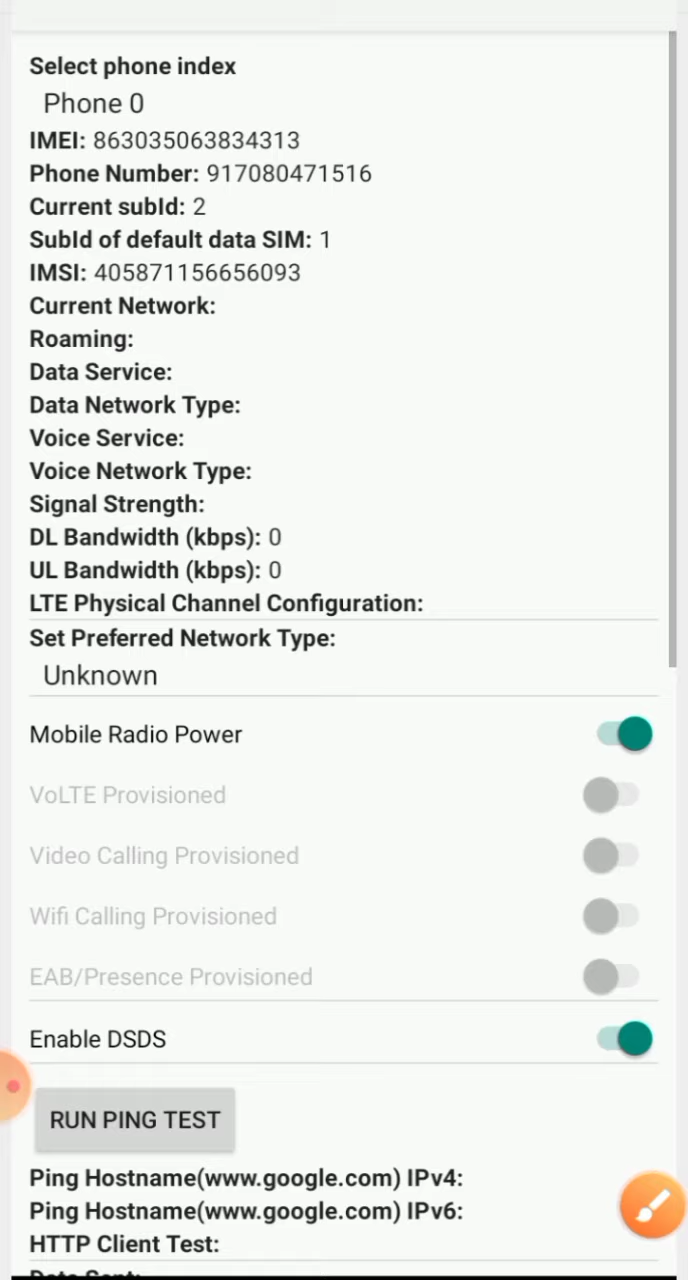 Select phone index
Phone 0
IMEI: 863035063834313
Phone Number: 917080471516
Current subId: 2
SubId of default data SIM: 1
IMSI: 405871156656093
Current Network:
Roaming:
Data Service:
Data Network Type:
Voice Service:
Voice Network Type:
Signal Strength:
DL Bandwidth (kbps): 0
UL Bandwidth (kbps): 0
LTE Physical Channel Configuration:
Set Preferred Network Type:
Unknown
Mobile Radio Power
VoLTE Provisioned
Video Calling Provisioned
Wifi Calling Provisioned
EAB/Presence Provisioned
Enable DSDS
RUN PING TEST
Ping Hostname(www.google.com) IPv4:
Ping Hostname(www.google.com) IPv6:
HTTP Client Test:
Data Sent: